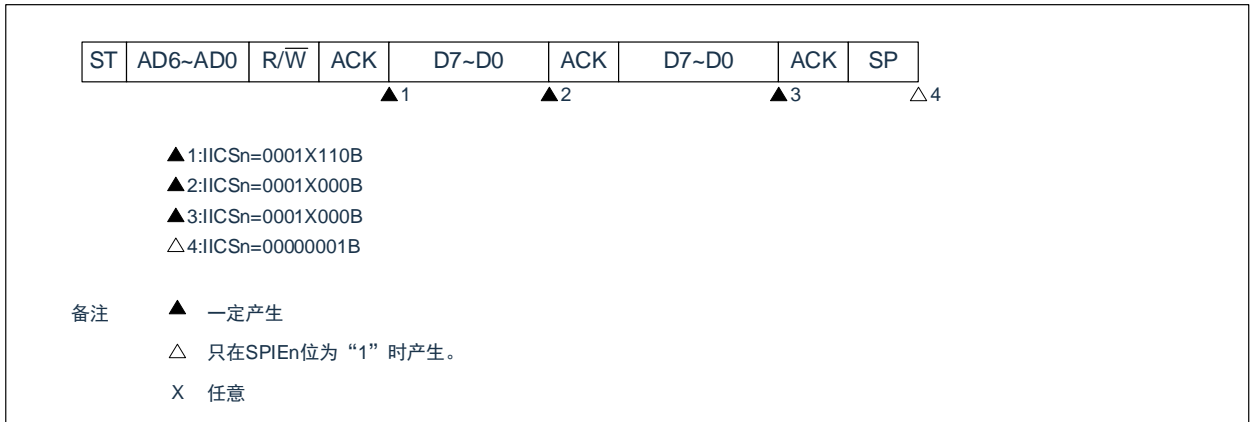 ST AD6~AD0 R/W̅ ACK D7~D0 ACK D7~D0 ACK SP
▲1 ▲2 ▲3 △4
▲1:IICSn=0001X110B
▲2:IICSn=0001X000B
▲3:IICSn=0001X000B
△4:IICSn=00000001B
备注 ▲ 一定产生
△ 只在SPIEn位为“1”时产生。
X 任意